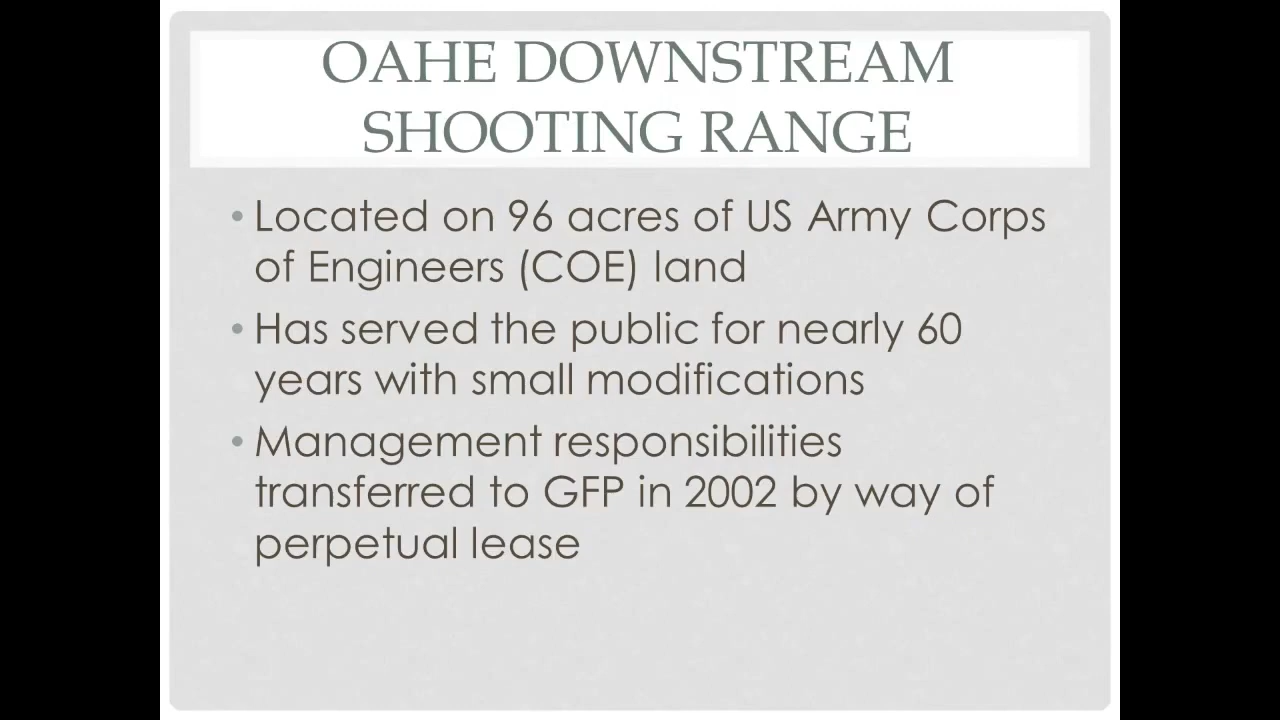 OAHE DOWNSTREAM
SHOOTING RANGE
• Located on 96 acres of US Army Corps
of Engineers (COE) land
• Has served the public for nearly 60
years with small modifications
• Management responsibilities
transferred to GFP in 2002 by way of
perpetual lease